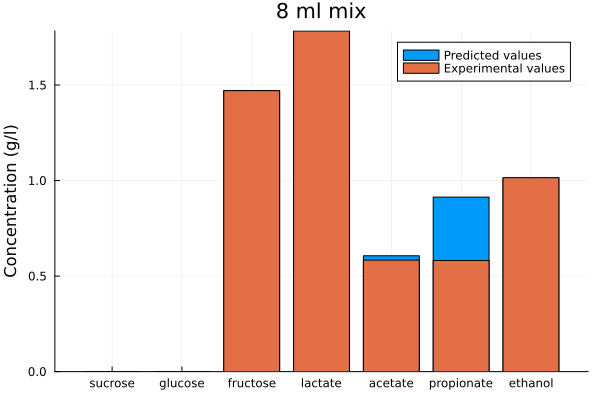 8 ml mix
Predicted values
Experimental values
Concentration (g/l)
1.5
1.0
0.5
0.0
sucrose glucose fructose lactate acetate propionate ethanol